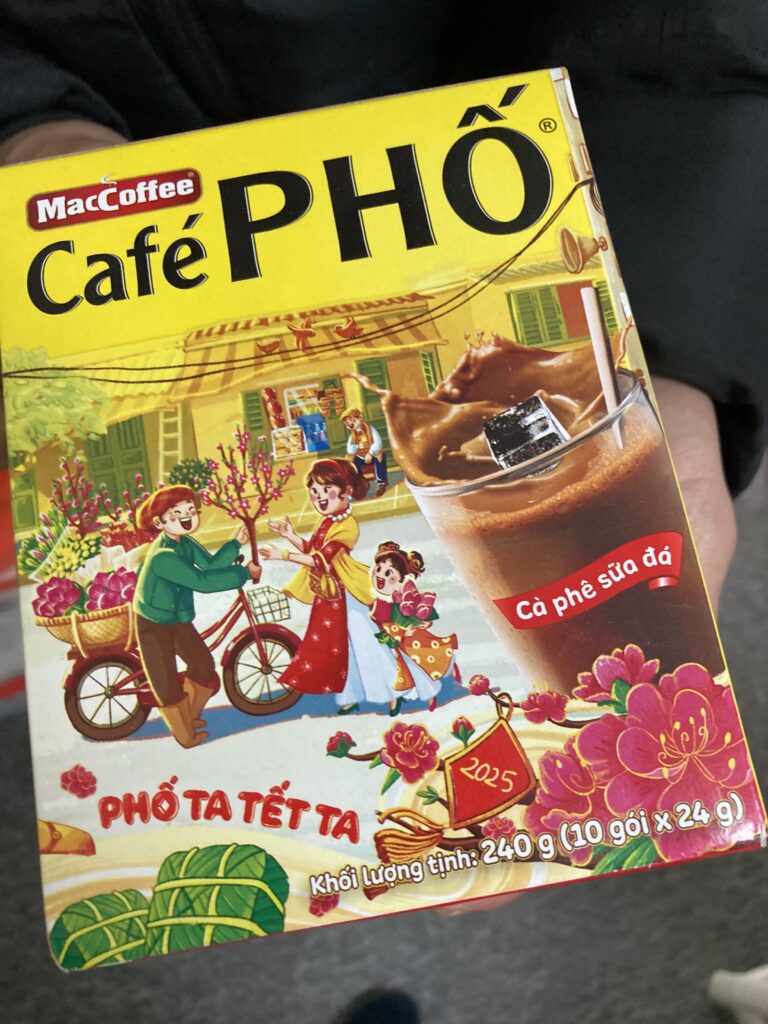 MacCoffee®
Café PHỐ®
Cà phê sữa đá
2025
PHỐ TA TẾT TA
Khối lượng tịnh: 240 g (10 gói x 24 g)